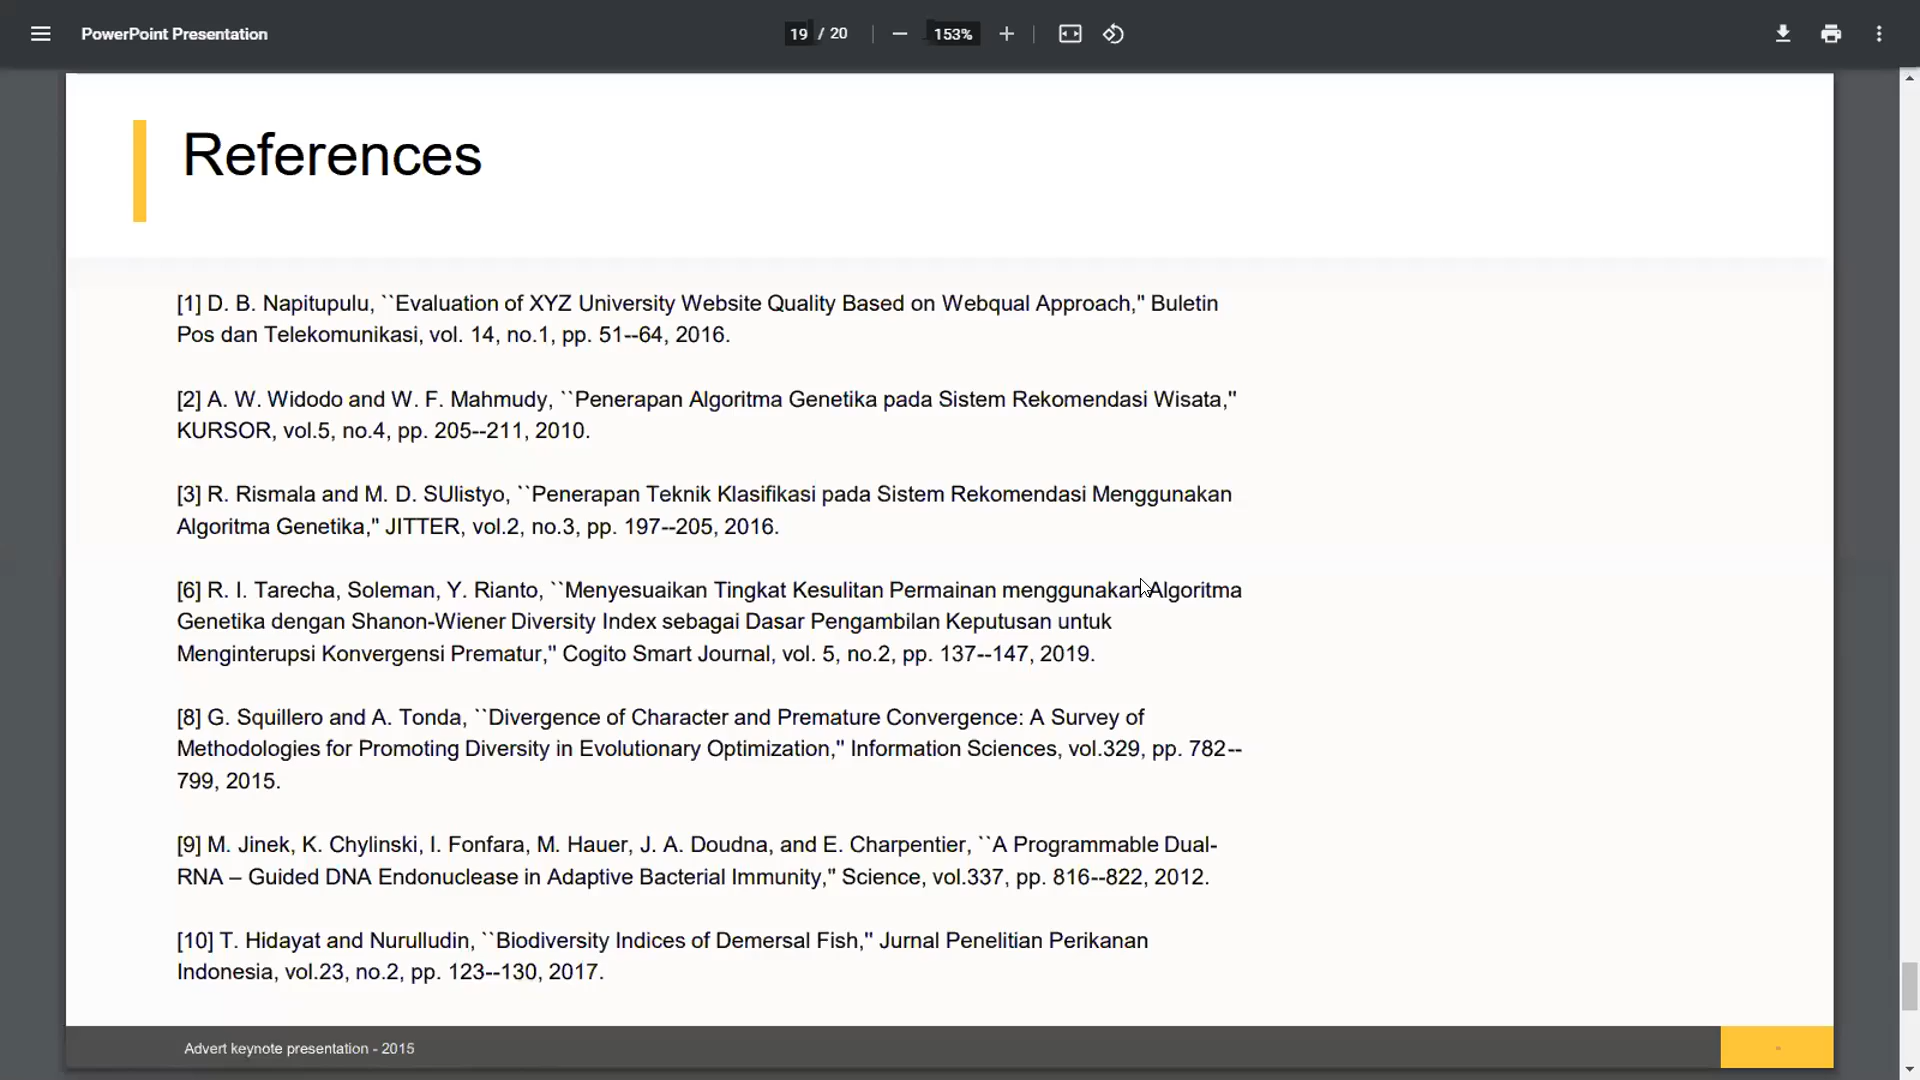 PowerPoint Presentation
19 / 20
153%
References
[1] D. B. Napitupulu, ``Evaluation of XYZ University Website Quality Based on Webqual Approach,'' Buletin
Pos dan Telekomunikasi, vol. 14, no.1, pp. 51--64, 2016.
[2] A. W. Widodo and W. F. Mahmudy, ``Penerapan Algoritma Genetika pada Sistem Rekomendasi Wisata,''
KURSOR, vol.5, no.4, pp. 205--211, 2010.
[3] R. Rismala and M. D. SUlistyo, ``Penerapan Teknik Klasifikasi pada Sistem Rekomendasi Menggunakan
Algoritma Genetika,'' JITTER, vol.2, no.3, pp. 197--205, 2016.
[6] R. I. Tarecha, Soleman, Y. Rianto, ``Menyesuaikan Tingkat Kesulitan Permainan menggunakan Algoritma
Genetika dengan Shanon-Wiener Diversity Index sebagai Dasar Pengambilan Keputusan untuk
Menginterupsi Konvergensi Prematur,'' Cogito Smart Journal, vol. 5, no.2, pp. 137--147, 2019.
[8] G. Squillero and A. Tonda, ``Divergence of Character and Premature Convergence: A Survey of
Methodologies for Promoting Diversity in Evolutionary Optimization,'' Information Sciences, vol.329, pp. 782--
799, 2015.
[9] M. Jinek, K. Chylinski, I. Fonfara, M. Hauer, J. A. Doudna, and E. Charpentier, ``A Programmable Dual-
RNA – Guided DNA Endonuclease in Adaptive Bacterial Immunity,'' Science, vol.337, pp. 816--822, 2012.
[10] T. Hidayat and Nurulludin, ``Biodiversity Indices of Demersal Fish,'' Jurnal Penelitian Perikanan
Indonesia, vol.23, no.2, pp. 123--130, 2017.
Advert keynote presentation - 2015